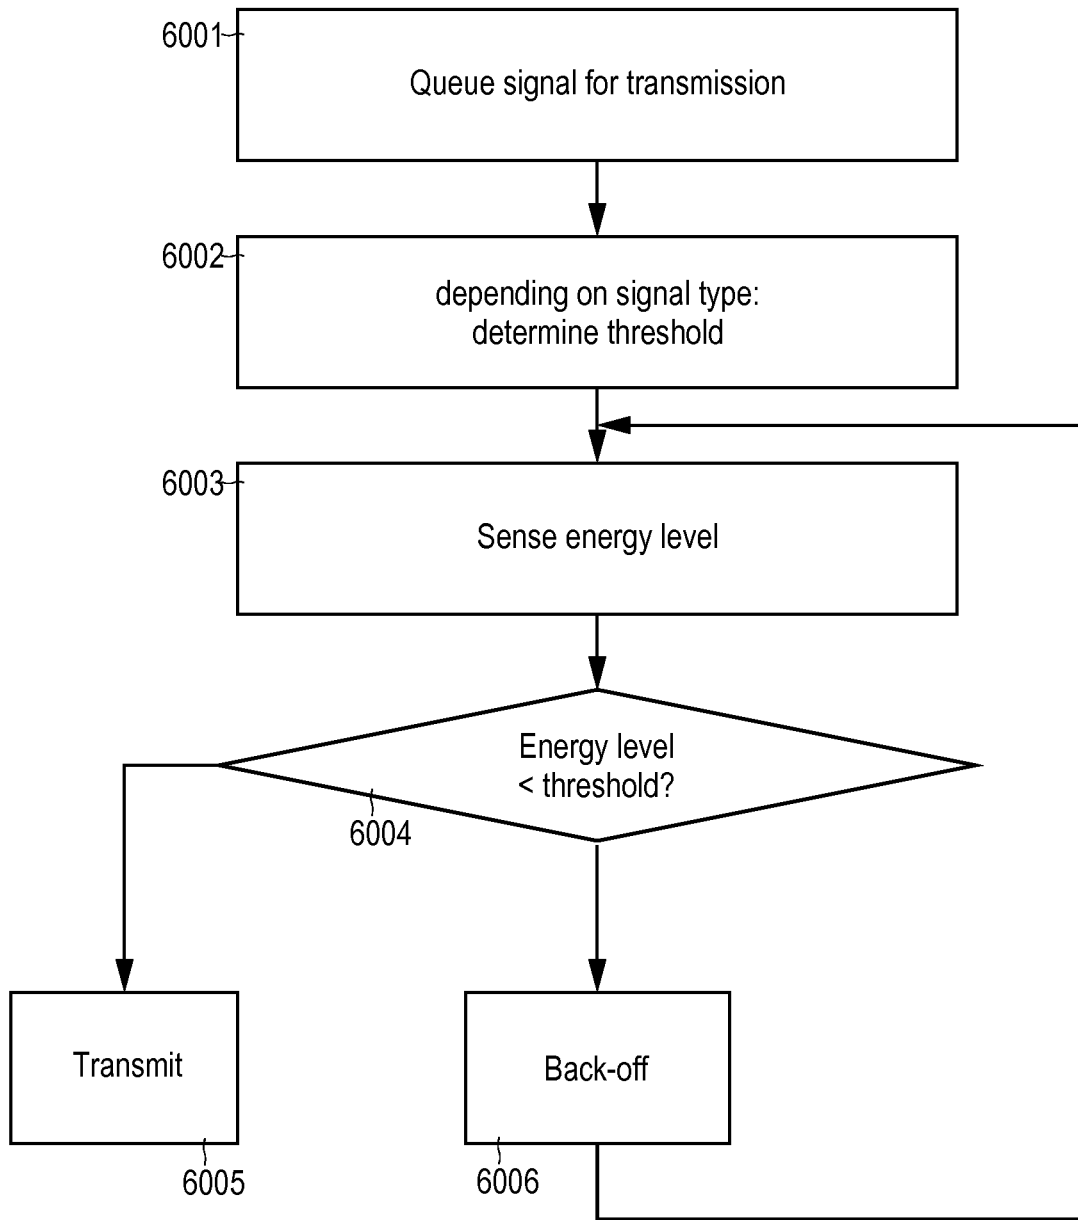 6001
Queue signal for transmission
6002
depending on signal type:
determine threshold
6003
Sense energy level
Energy level
< threshold?
6004
Transmit
Back-off
6005
6006